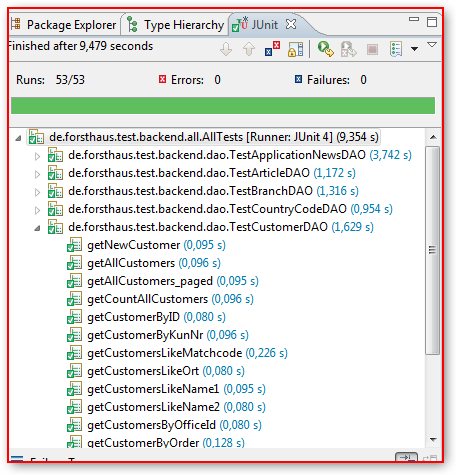 Package Explorer Type Hierarchy JUnit
Finished after 9,479 seconds
Runs: 53/53 Errors: 0 Failures: 0
de.forsthaus.test.backend.all.AllTests [Runner: JUnit 4] (9,354 s)
de.forsthaus.test.backend.dao.TestApplicationNewsDAO (3,742 s)
de.forsthaus.test.backend.dao.TestArticleDAO (1,172 s)
de.forsthaus.test.backend.dao.TestBranchDAO (1,316 s)
de.forsthaus.test.backend.dao.TestCountryCodeDAO (0,954 s)
de.forsthaus.test.backend.dao.TestCustomerDAO (1,629 s)
getNewCustomer (0,095 s)
getAllCustomers (0,096 s)
getAllCustomers_paged (0,095 s)
getCountAllCustomers (0,096 s)
getCustomerByID (0,080 s)
getCustomerByKunNr (0,096 s)
getCustomersLikeMatchcode (0,226 s)
getCustomersLikeOrt (0,080 s)
getCustomersLikeName1 (0,095 s)
getCustomersLikeName2 (0,080 s)
getCustomersByOfficeId (0,080 s)
getCustomerByOrder (0,128 s)